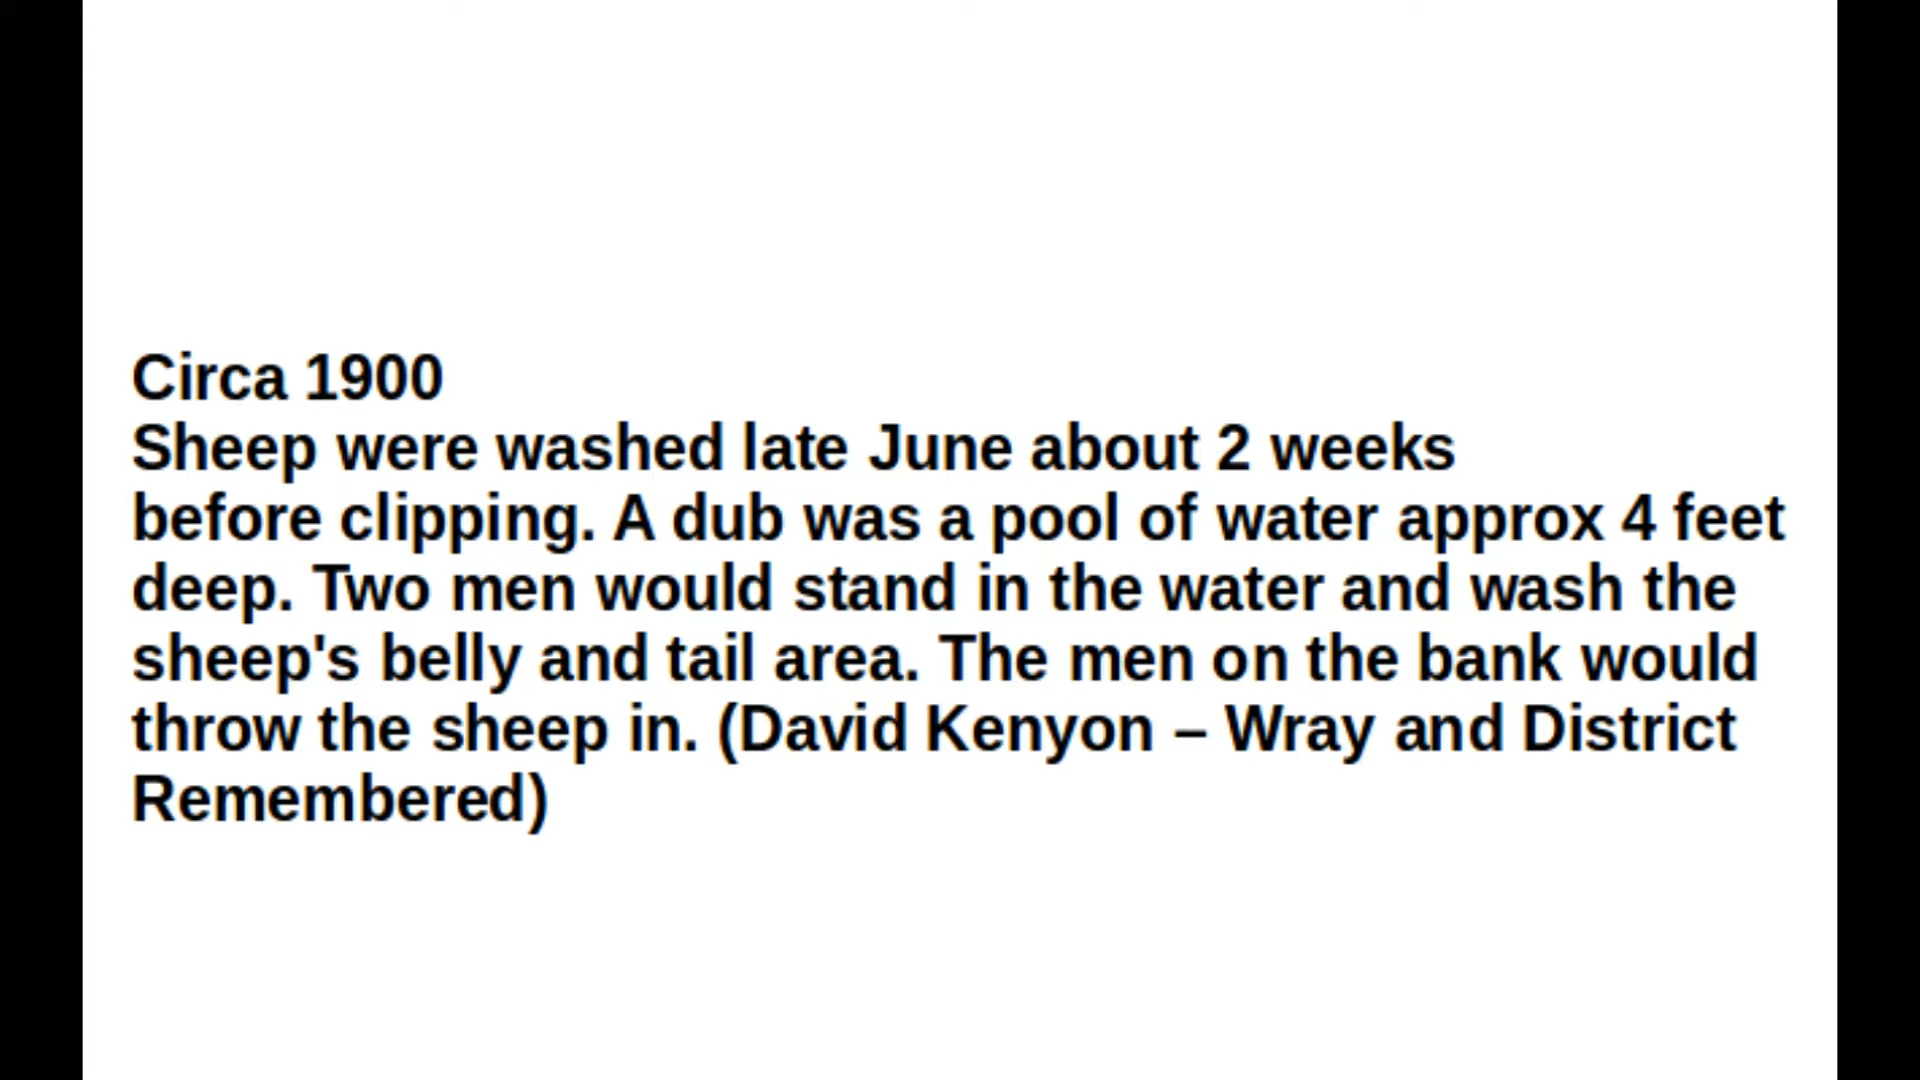 Circa 1900
Sheep were washed late June about 2 weeks
before clipping. A dub was a pool of water approx 4 feet
deep. Two men would stand in the water and wash the
sheep's belly and tail area. The men on the bank would
throw the sheep in. (David Kenyon – Wray and District
Remembered)